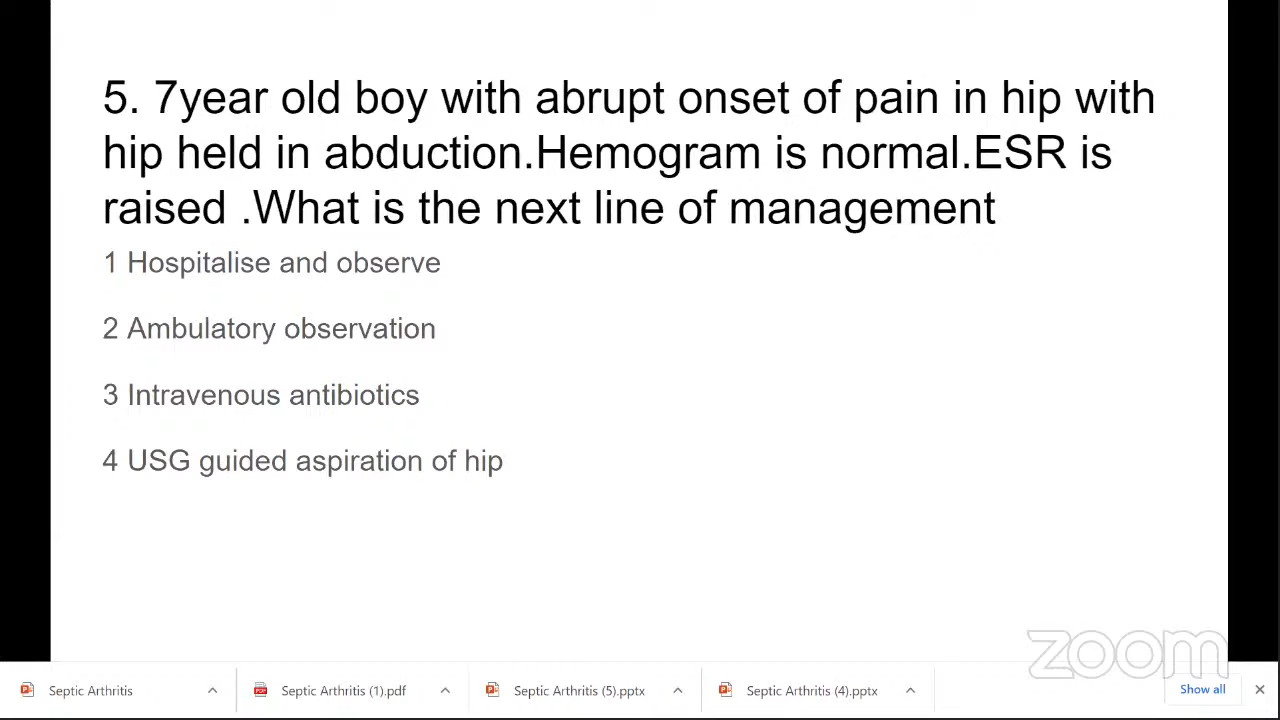 5. 7year old boy with abrupt onset of pain in hip with
hip held in abduction.Hemogram is normal.ESR is
raised .What is the next line of management
1 Hospitalise and observe
2 Ambulatory observation
3 Intravenous antibiotics
4 USG guided aspiration of hip
zoom
Septic Arthritis
PDF
Septic Arthritis (1).pdf
Septic Arthritis (5).pptx
Septic Arthritis (4).pptx
Show all